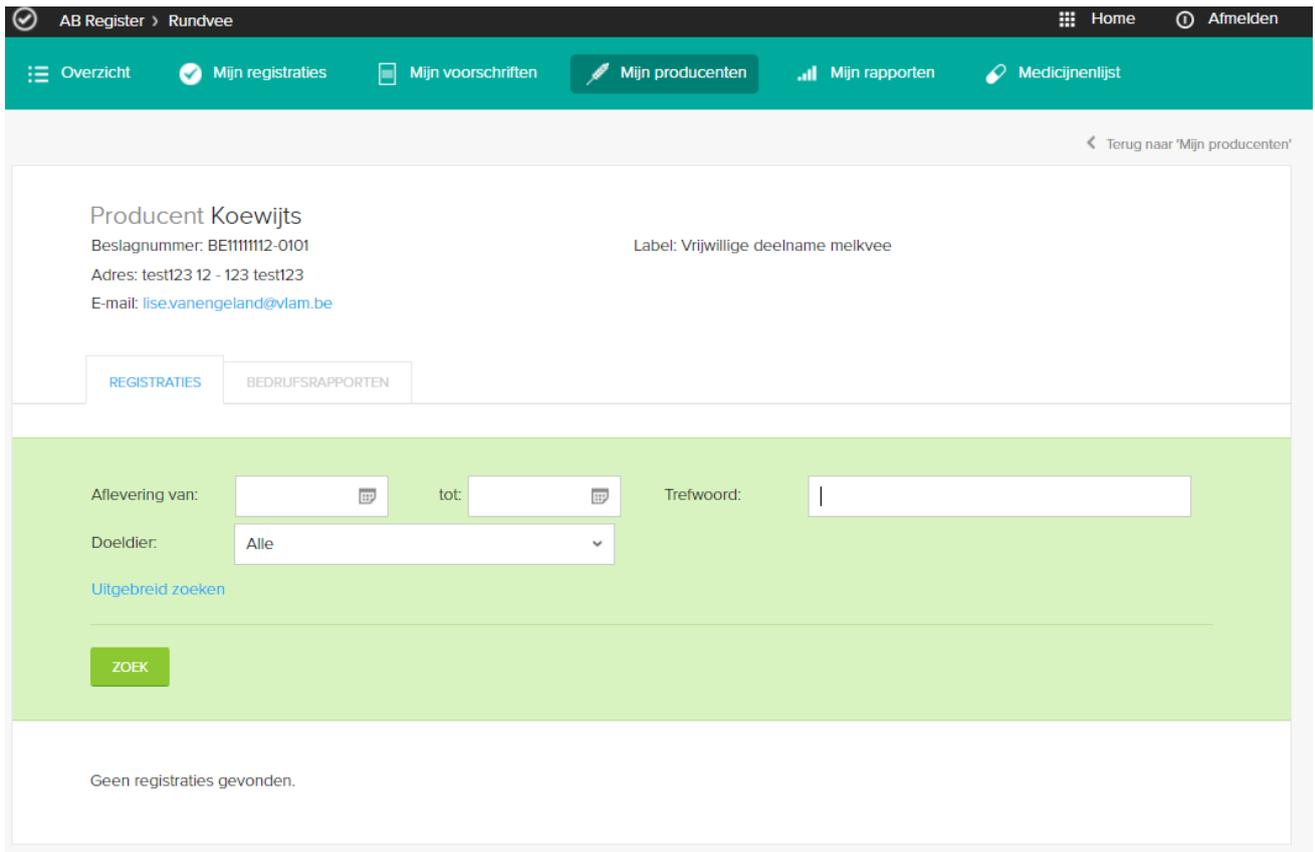 AB Register > Rundvee Home Afmelden
Overzicht Mijn registraties Mijn voorschriften Mijn producenten Mijn rapporten Medicijnenlijst
Terug naar 'Mijn producenten'
Producent Koewijts
Beslagnummer: BE11111112-0101 Label: Vrijwillige deelname melkvee
Adres: test123 12 - 123 test123
E-mail: lise.vanengeland@vlam.be
REGISTRATIES BEDRIJFSRAPPORTEN
Aflevering van: tot: Trefwoord:
Doeldier: Alle
Uitgebreid zoeken
ZOEK
Geen registraties gevonden.